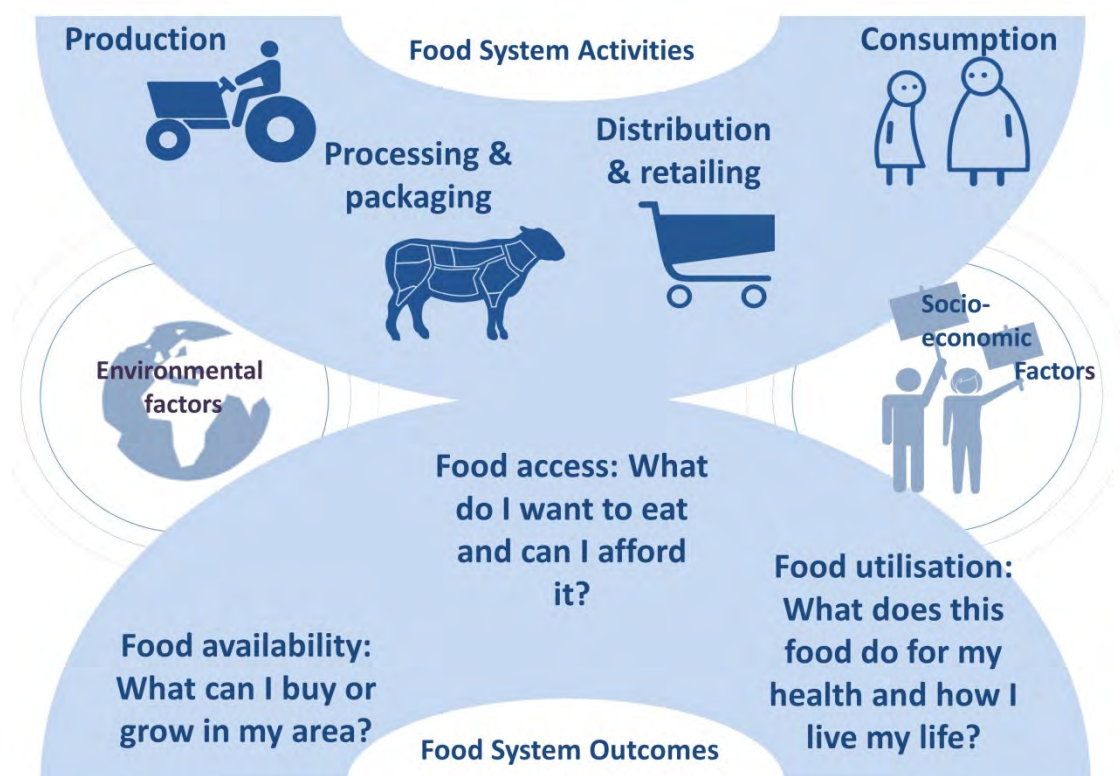 Production
Food System Activities
Consumption
Processing &
packaging
Distribution
& retailing
Environmental
factors
Socio-
economic
Factors
Food access: What
do I want to eat
and can I afford
it?
Food availability:
What can I buy or
grow in my area?
Food utilisation:
What does this
food do for my
health and how I
live my life?
Food System Outcomes